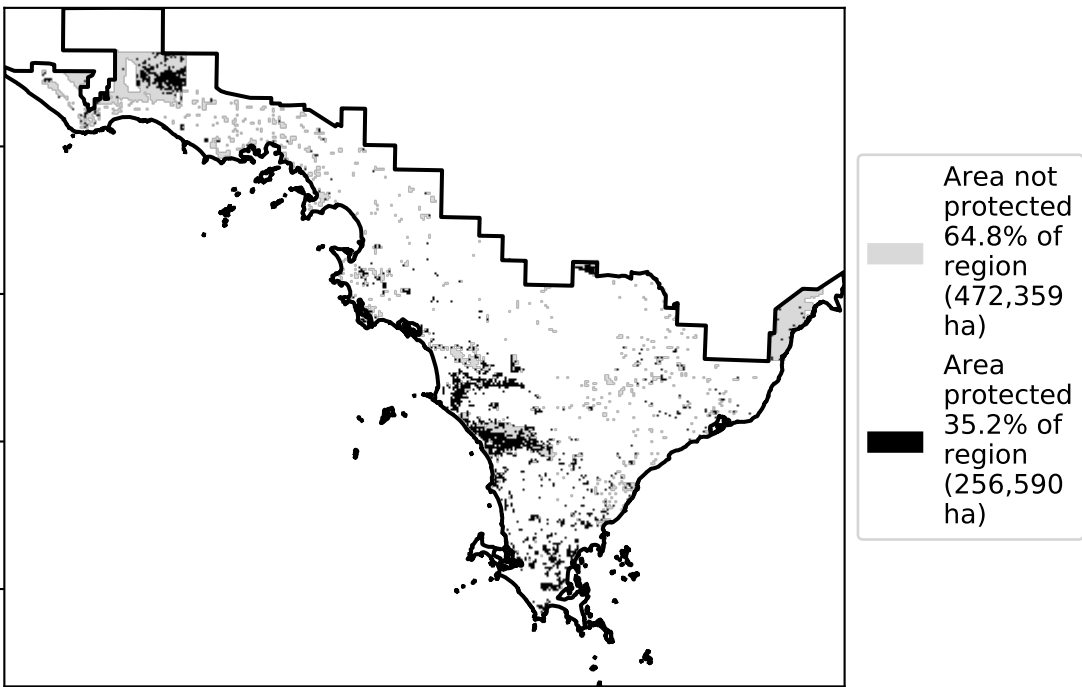 Area not
protected
64.8% of
region
(472,359
ha)
Area
protected
35.2% of
region
(256,590
ha)